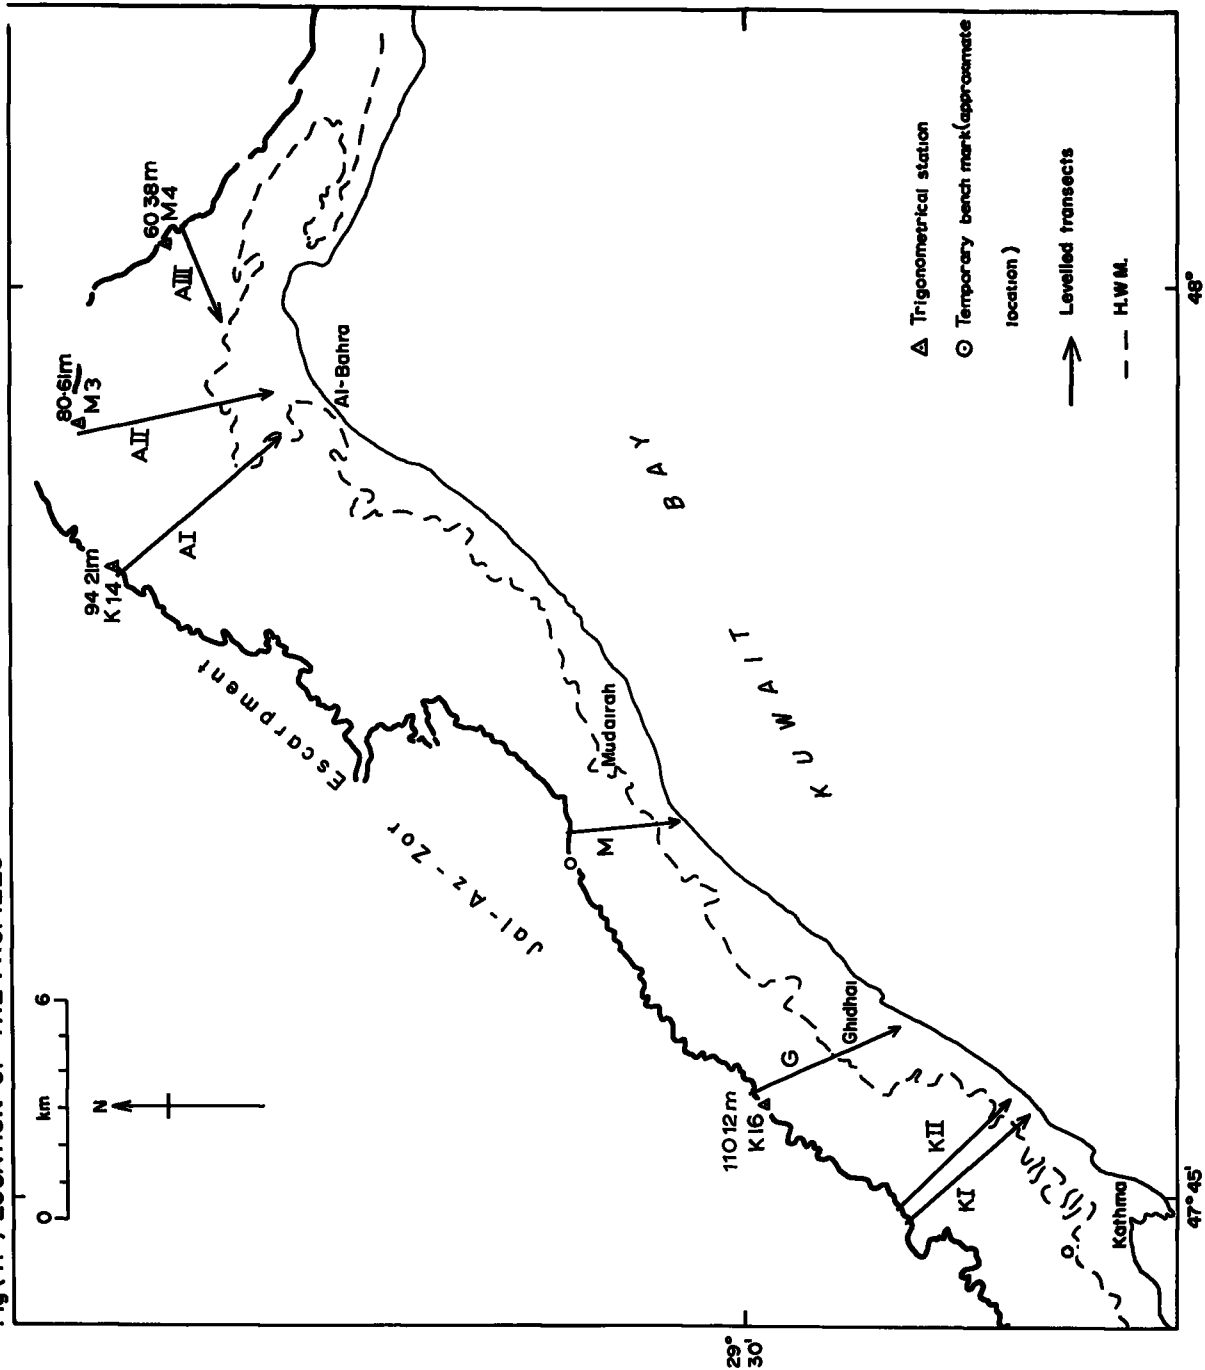 60 38m
M4
AIII
80·61m
M3
AII
94 21m
K14
AI
Al-Bahra
Escarpment
Jal-Az-Zor
Mudairah
M
KUWAIT
BAY
N
0 km 6
110 12m
K16
G
Ghidhai
KII
KI
Kathma
Trigonometrical station
Temporary bench mark(approximate
location)
Levelled transects
H.W.M.
48°
47° 45'
29°
30'